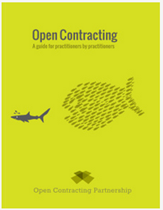 Open Contracting
A guide for practitioners by practitioners
Open Contracting Partnership